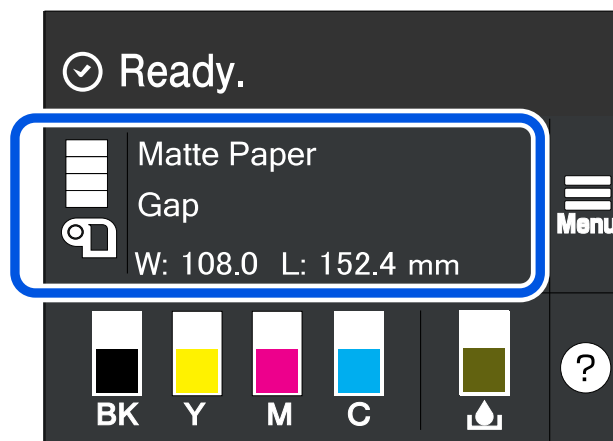 Ready.
Matte Paper
Gap
W: 108.0 L: 152.4 mm
Menu
BK Y M C
?